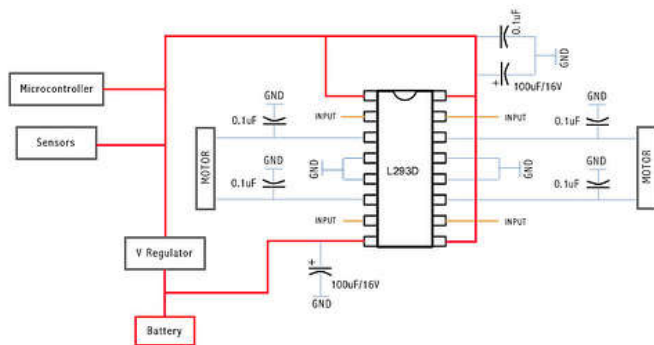 0.1uF
GND
100uF/16V
Microcontroller
GND
0.1uF
INPUT
INPUT
GND
0.1uF
Sensors
MOTOR
GND
0.1uF
GND
L293D
GND
GND
0.1uF
MOTOR
INPUT
INPUT
V Regulator
+
100uF/16V
GND
Battery
+